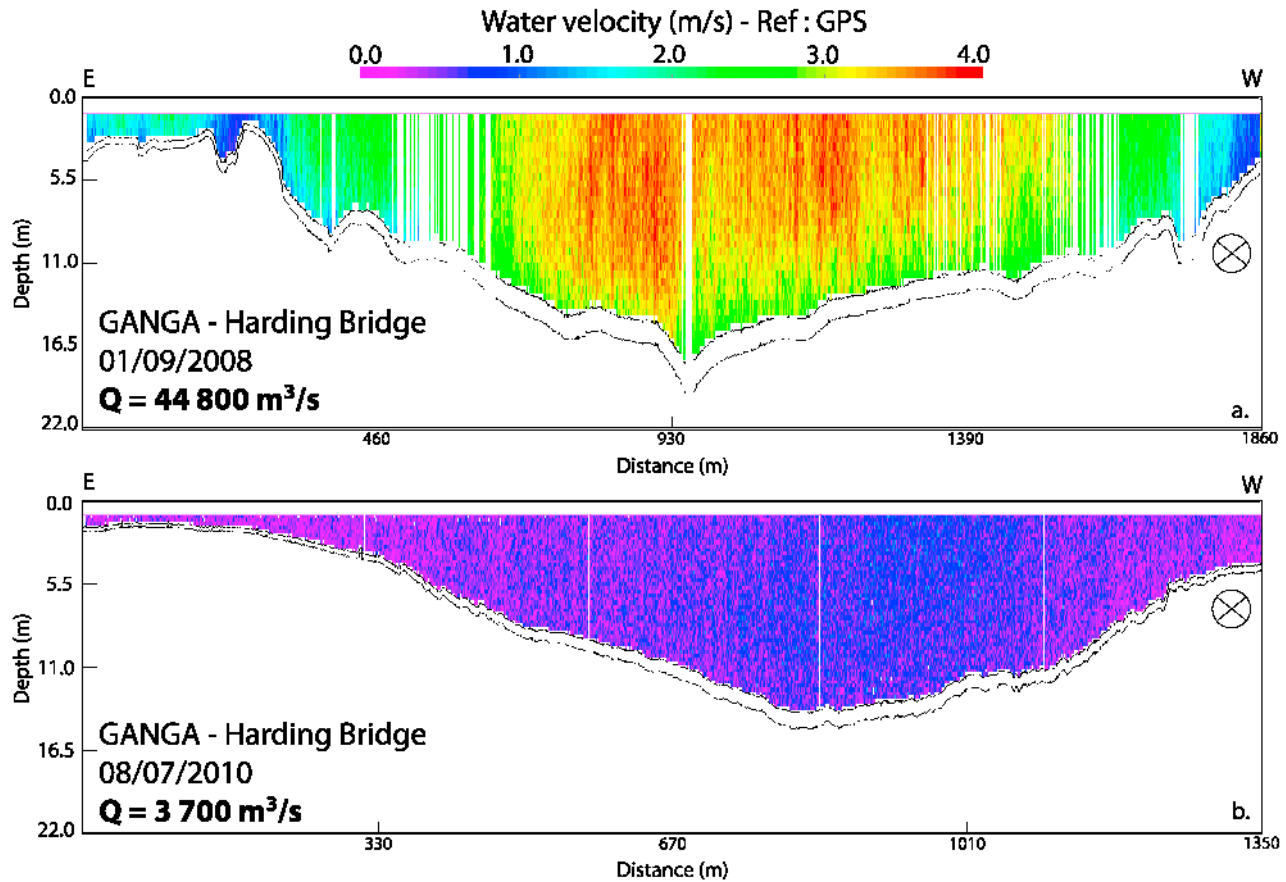 Water velocity (m/s) - Ref : GPS
0.0 1.0 2.0 3.0 4.0
E W
0.0
5.5
11.0
16.5
22.0
Depth (m)
GANGA - Harding Bridge
01/09/2008
Q = 44 800 m³/s
a.
460 930 1390 1860
Distance (m)
E W
0.0
5.5
11.0
16.5
22.0
Depth (m)
GANGA - Harding Bridge
08/07/2010
Q = 3 700 m³/s
b.
330 670 1010 1350
Distance (m)